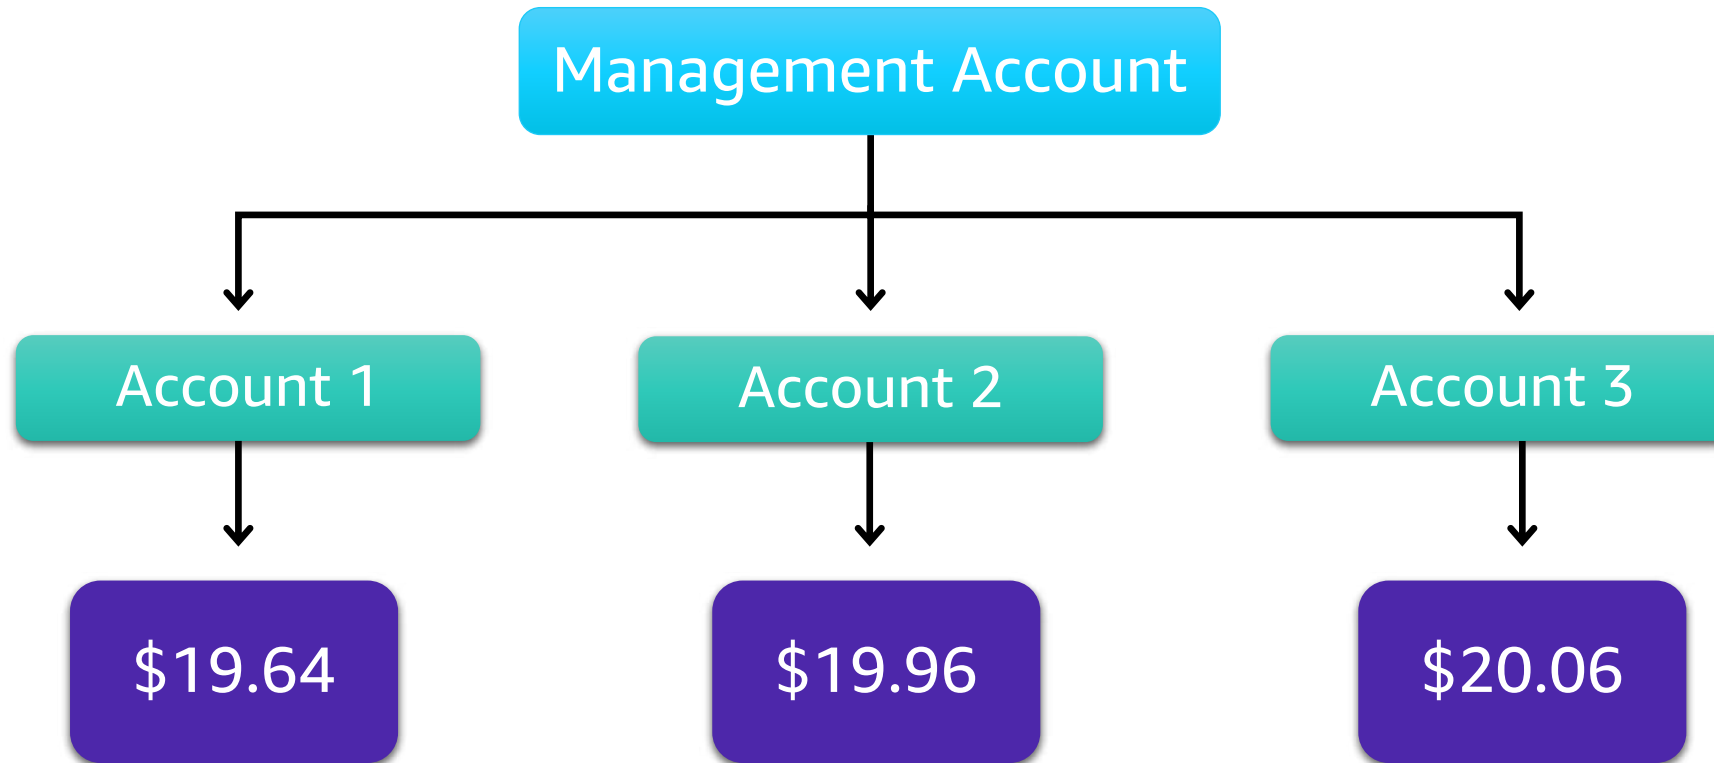 Management Account
Account 1
Account 2
Account 3
$19.64
$19.96
$20.06